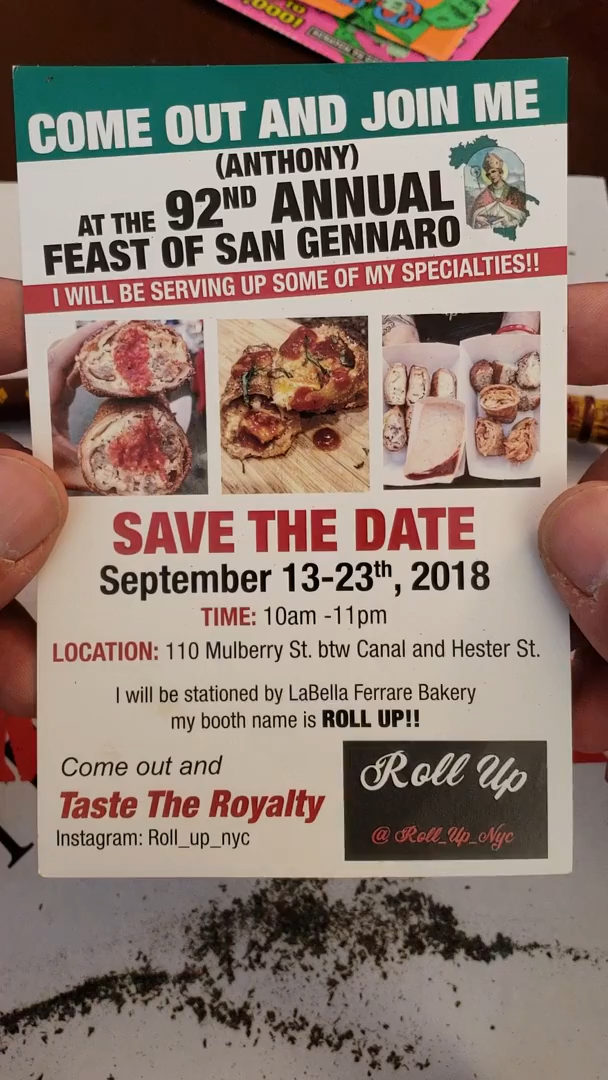 1000X
COME OUT AND JOIN ME
(ANTHONY)
AT THE 92ND ANNUAL
FEAST OF SAN GENNARO
I WILL BE SERVING UP SOME OF MY SPECIALTIES!!
SAVE THE DATE
September 13-23th, 2018
TIME: 10am -11pm
LOCATION: 110 Mulberry St. btw Canal and Hester St.
I will be stationed by LaBella Ferrare Bakery
my booth name is ROLL UP!!
Come out and
Taste The Royalty
Instagram: Roll_up_nyc
Roll Up
@ Roll_Up_Nyc